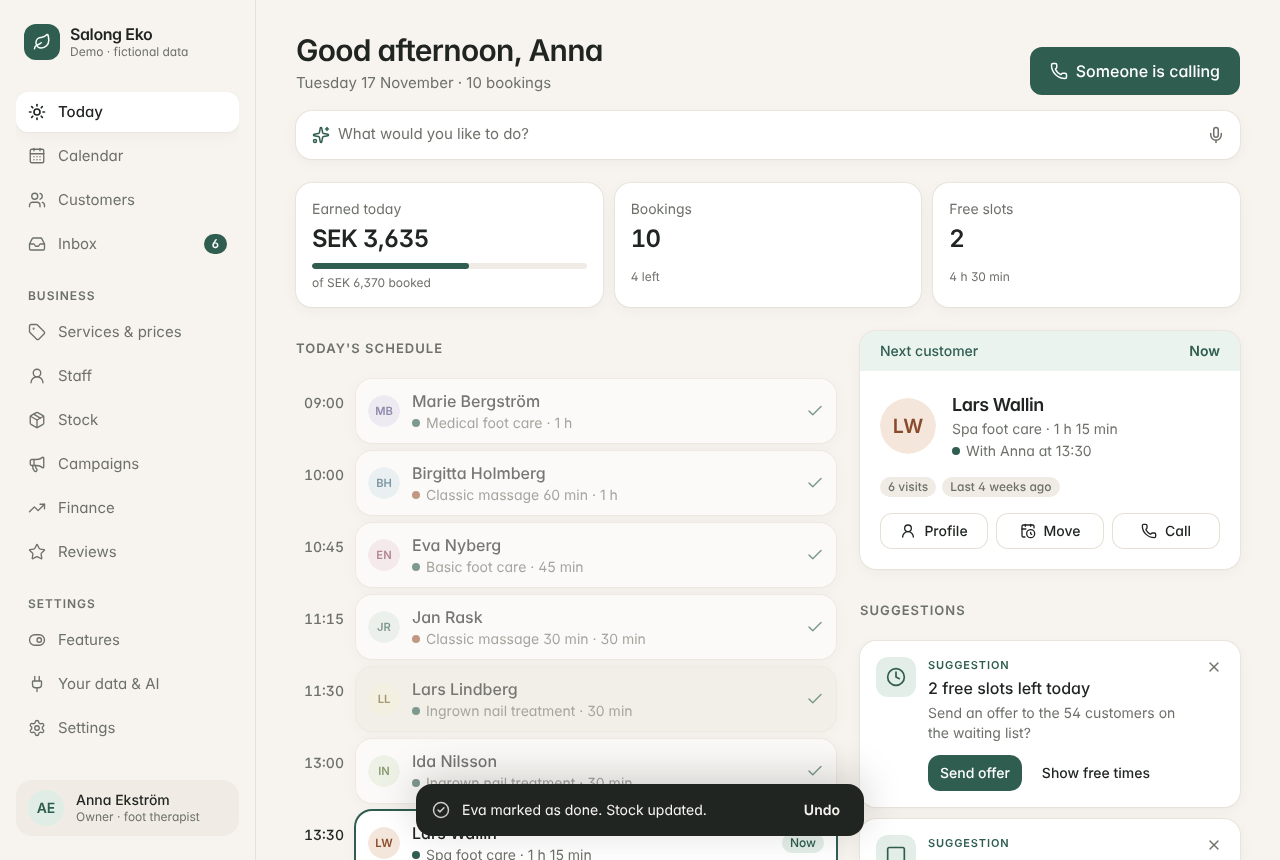 Salong Eko
Demo · fictional data
Today
Calendar
Customers
Inbox
6
BUSINESS
Services & prices
Staff
Stock
Campaigns
Finance
Reviews
SETTINGS
Features
Your data & AI
Settings
AE
Anna Ekström
Owner · foot therapist
Good afternoon, Anna
Tuesday 17 November · 10 bookings
Someone is calling
What would you like to do?
Earned today
SEK 3,635
of SEK 6,370 booked
Bookings
10
4 left
Free slots
2
4 h 30 min
TODAY'S SCHEDULE
09:00
MB
Marie Bergström
Medical foot care · 1 h
10:00
BH
Birgitta Holmberg
Classic massage 60 min · 1 h
10:45
EN
Eva Nyberg
Basic foot care · 45 min
11:15
JR
Jan Rask
Classic massage 30 min · 30 min
11:30
LL
Lars Lindberg
Ingrown nail treatment · 30 min
13:00
IN
Ida Nilsson
Ingrown nail treatment · 30 min
13:30
LW
Lars Wallin
Spa foot care · 1 h 15 min
Now
Eva marked as done. Stock updated.
Undo
Next customer
Now
LW
Lars Wallin
Spa foot care · 1 h 15 min
With Anna at 13:30
6 visits
Last 4 weeks ago
Profile
Move
Call
SUGGESTIONS
SUGGESTION
2 free slots left today
Send an offer to the 54 customers on
the waiting list?
Send offer
Show free times
SUGGESTION